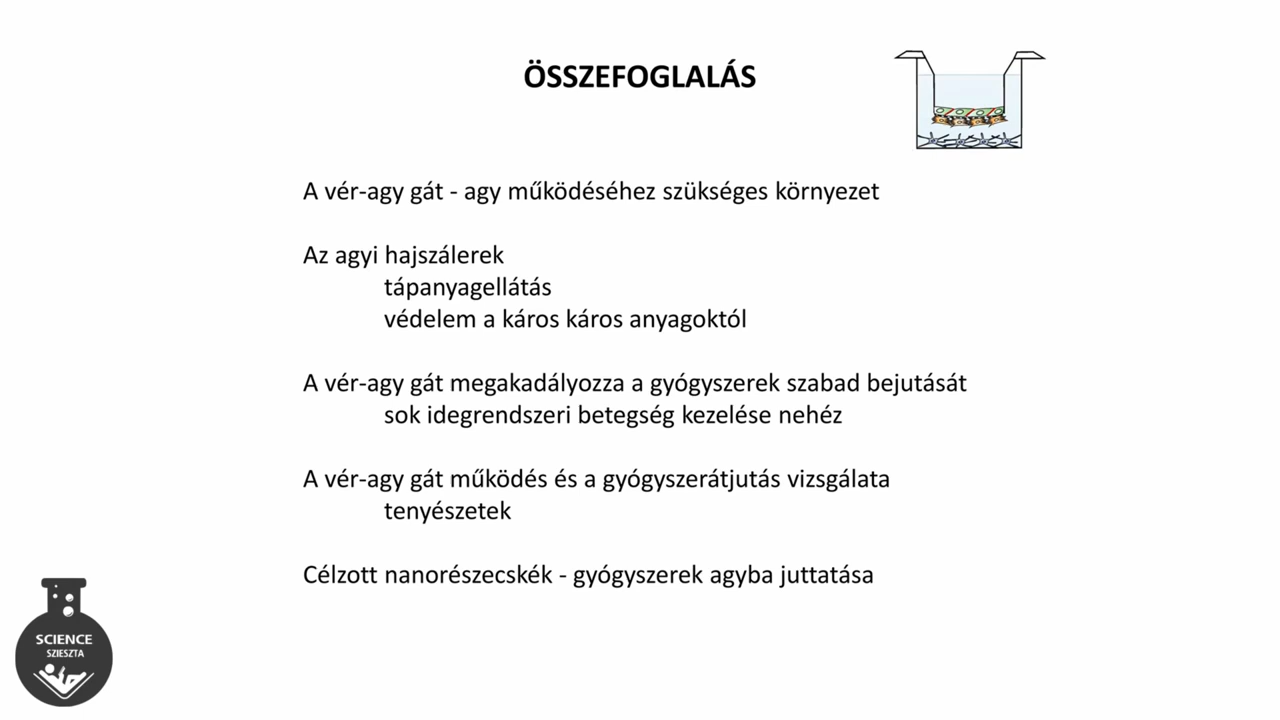 ÖSSZEFOGLALÁS
A vér-agy gát - agy működéséhez szükséges környezet
Az agyi hajszálerek
tápanyagellátás
védelem a káros káros anyagoktól
A vér-agy gát megakadályozza a gyógyszerek szabad bejutását
sok idegrendszeri betegség kezelése nehéz
A vér-agy gát működés és a gyógyszerátjutás vizsgálata
tenyészetek
Célzott nanorészecskék - gyógyszerek agyba juttatása
SCIENCE
SZIESZTA